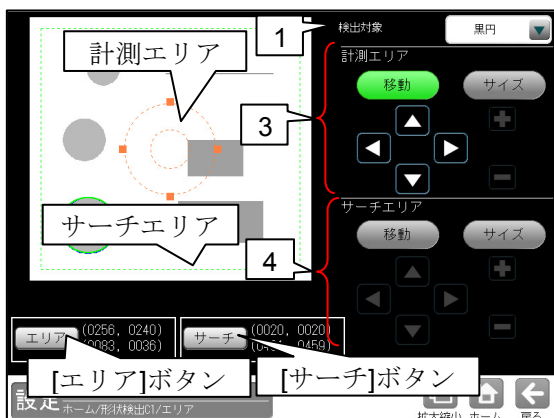 1
検出対象
黒円
計測エリア
計測エリア
移動
サイズ
3
サーチエリア
サーチエリア
移動
サイズ
4
エリア
(0256, 0240)
(0083, 0036)
サーチ
(0020, 0020)
[エリア]ボタン
[サーチ]ボタン
設定
ホーム/形状検出C1/エリア
拡大縮小
ホーム
戻る